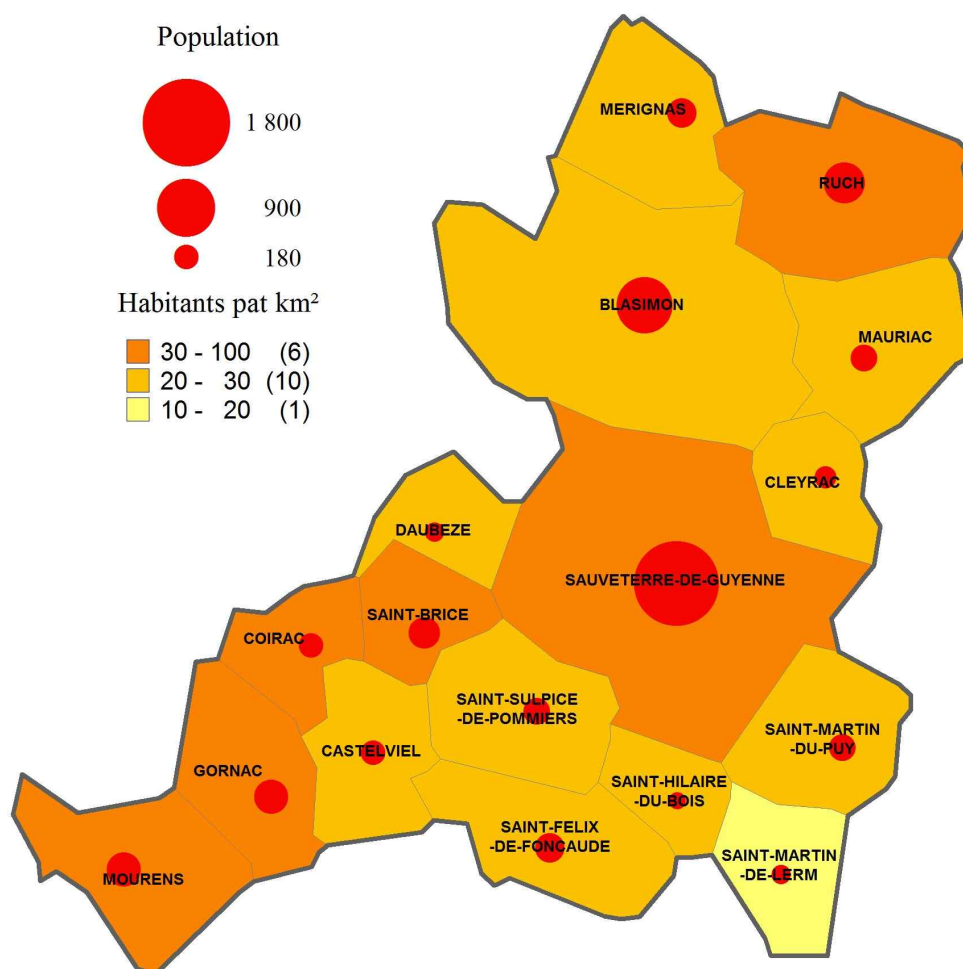 Population
1 800
900
180
Habitants pat km²
30 - 100 (6)
20 - 30 (10)
10 - 20 (1)
MERIGNAS
RUCH
BLASIMON
MAURIAC
CLEYRAC
DAUBEZE
SAUVETERRE-DE-GUYENNE
SAINT-BRICE
COIRAC
SAINT-SULPICE
-DE-POMMIERS
SAINT-MARTIN
-DU-PUY
CASTELVIEL
GORNAC
SAINT-HILAIRE
-DU-BOIS
SAINT-FELIX
-DE-FONCAUDE
SAINT-MARTIN
-DE-LERM
MOURENS